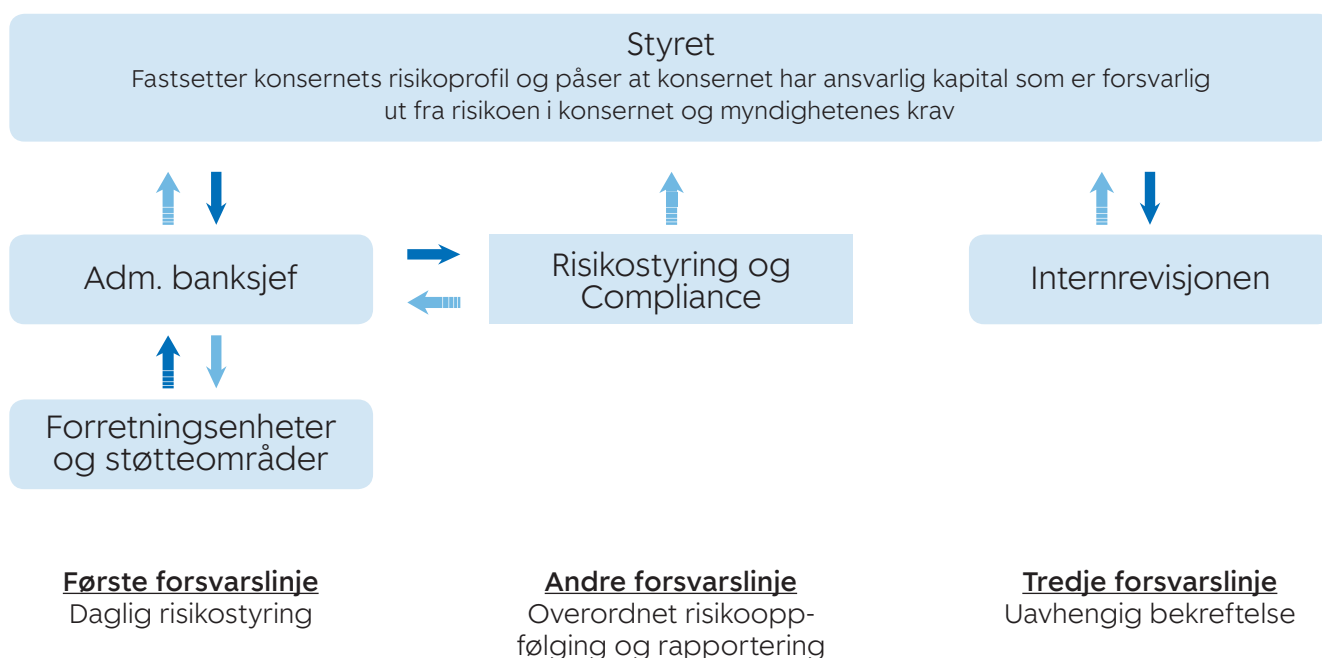 Styret
Fastsetter konsernets risikoprofil og påser at konsernet har ansvarlig kapital som er forsvarlig
ut fra risikoen i konsernet og myndighetenes krav
Adm. banksjef
Risikostyring og
Compliance
Internrevisjonen
Forretningsenheter
og støtteområder
Første forsvarslinje
Daglig risikostyring
Andre forsvarslinje
Overordnet risikoopp-
følging og rapportering
Tredje forsvarslinje
Uavhengig bekreftelse